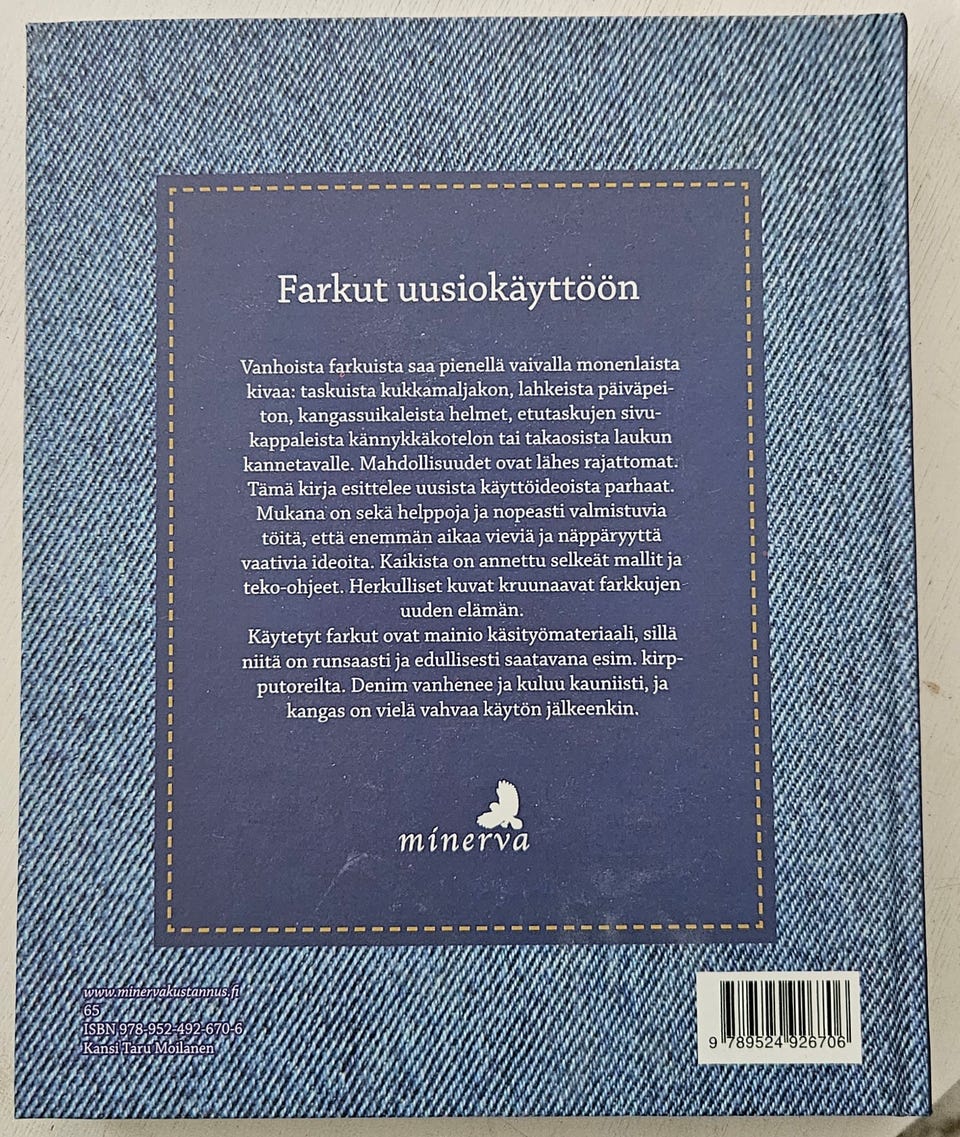 Farkut uusiokäyttöön
Vanhoista farkuista saa pienellä vaivalla monenlaista
kivaa: taskuista kukkamaljakon, lahkeista päiväpei-
ton, kangassuikaleista helmet, etutaskujen sivu-
kappaleista kännykkäkotelon tai takaosista laukun
kannetavalle. Mahdollisuudet ovat lähes rajattomat.
Tämä kirja esittelee uusista käyttöideoista parhaat.
Mukana on sekä helppoja ja nopeasti valmistuvia
töitä, että enemmän aikaa vieviä ja näppäryyttä
vaativia ideoita. Kaikista on annettu selkeät mallit ja
teko-ohjeet. Herkulliset kuvat kruunaavat farkkujen
uuden elämän.
Käytetyt farkut ovat mainio käsityömateriaali, sillä
niitä on runsaasti ja edullisesti saatavana esim. kirp-
putoreilta. Denim vanhenee ja kuluu kauniisti, ja
kangas on vielä vahvaa käytön jälkeenkin.
minerva
www.minervakustannus.fi
65
ISBN 978-952-492-670-6
Kansi Taru Moilanen
9 789524 926706